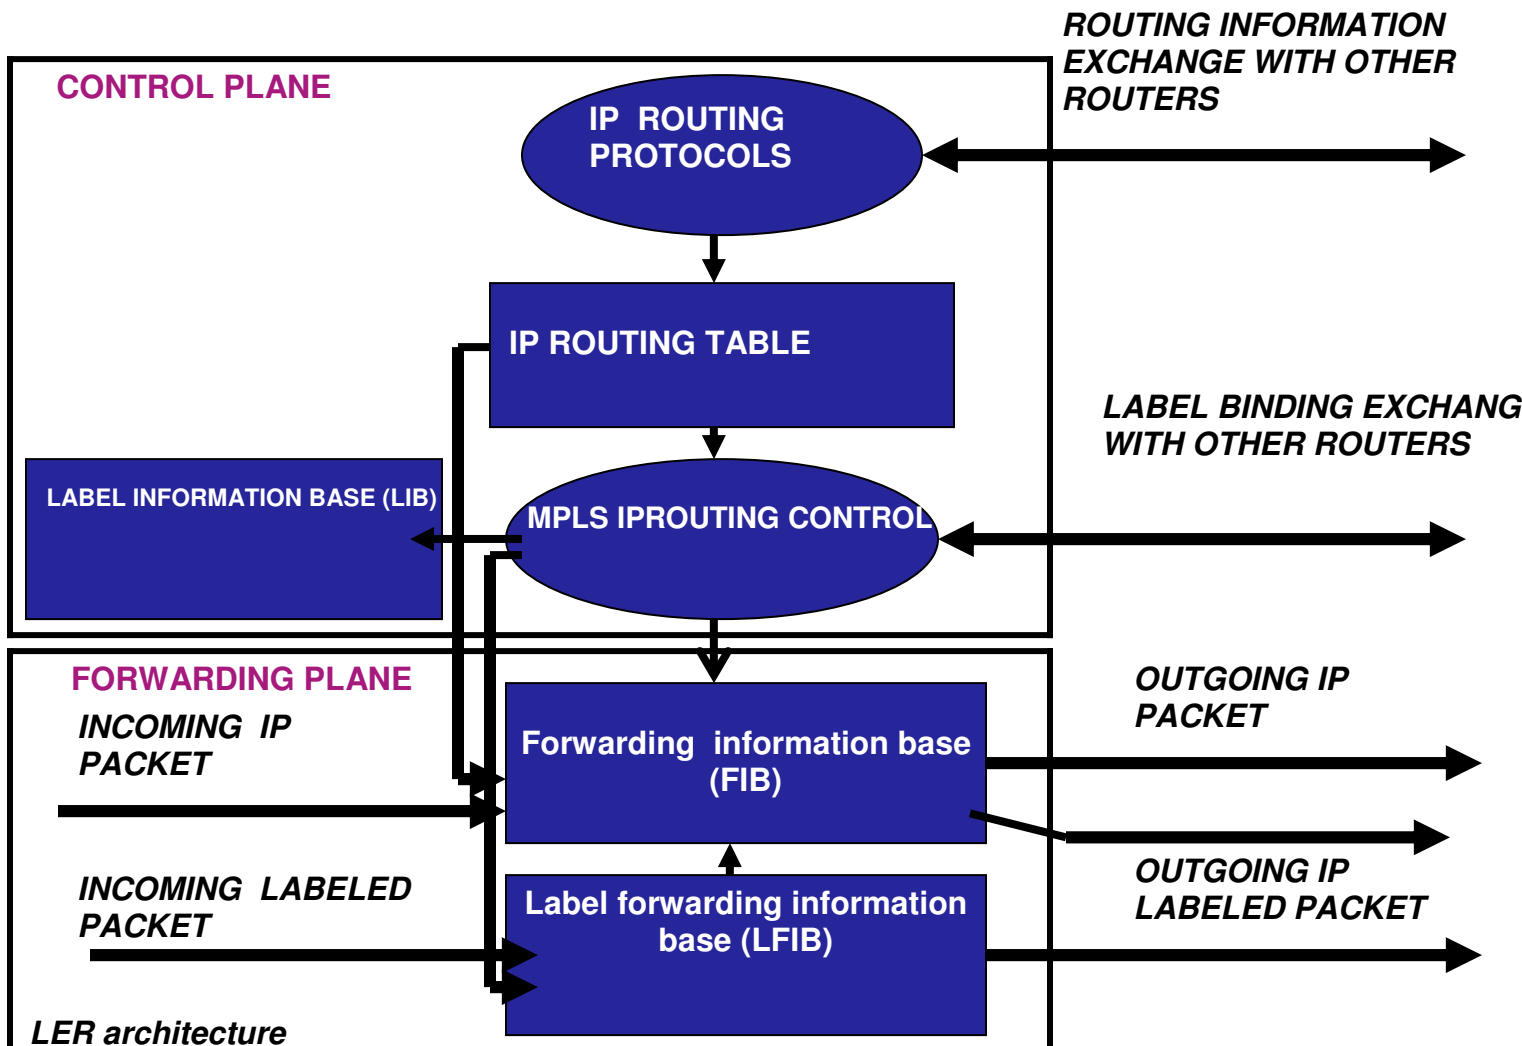 ROUTING INFORMATION
EXCHANGE WITH OTHER
ROUTERS
CONTROL PLANE
IP ROUTING
PROTOCOLS
IP ROUTING TABLE
LABEL BINDING EXCHANG
WITH OTHER ROUTERS
LABEL INFORMATION BASE (LIB)
MPLS IPROUTING CONTROL
FORWARDING PLANE
INCOMING IP
PACKET
Forwarding information base
(FIB)
OUTGOING IP
PACKET
INCOMING LABELED
PACKET
Label forwarding information
base (LFIB)
OUTGOING IP
LABELED PACKET
LER architecture